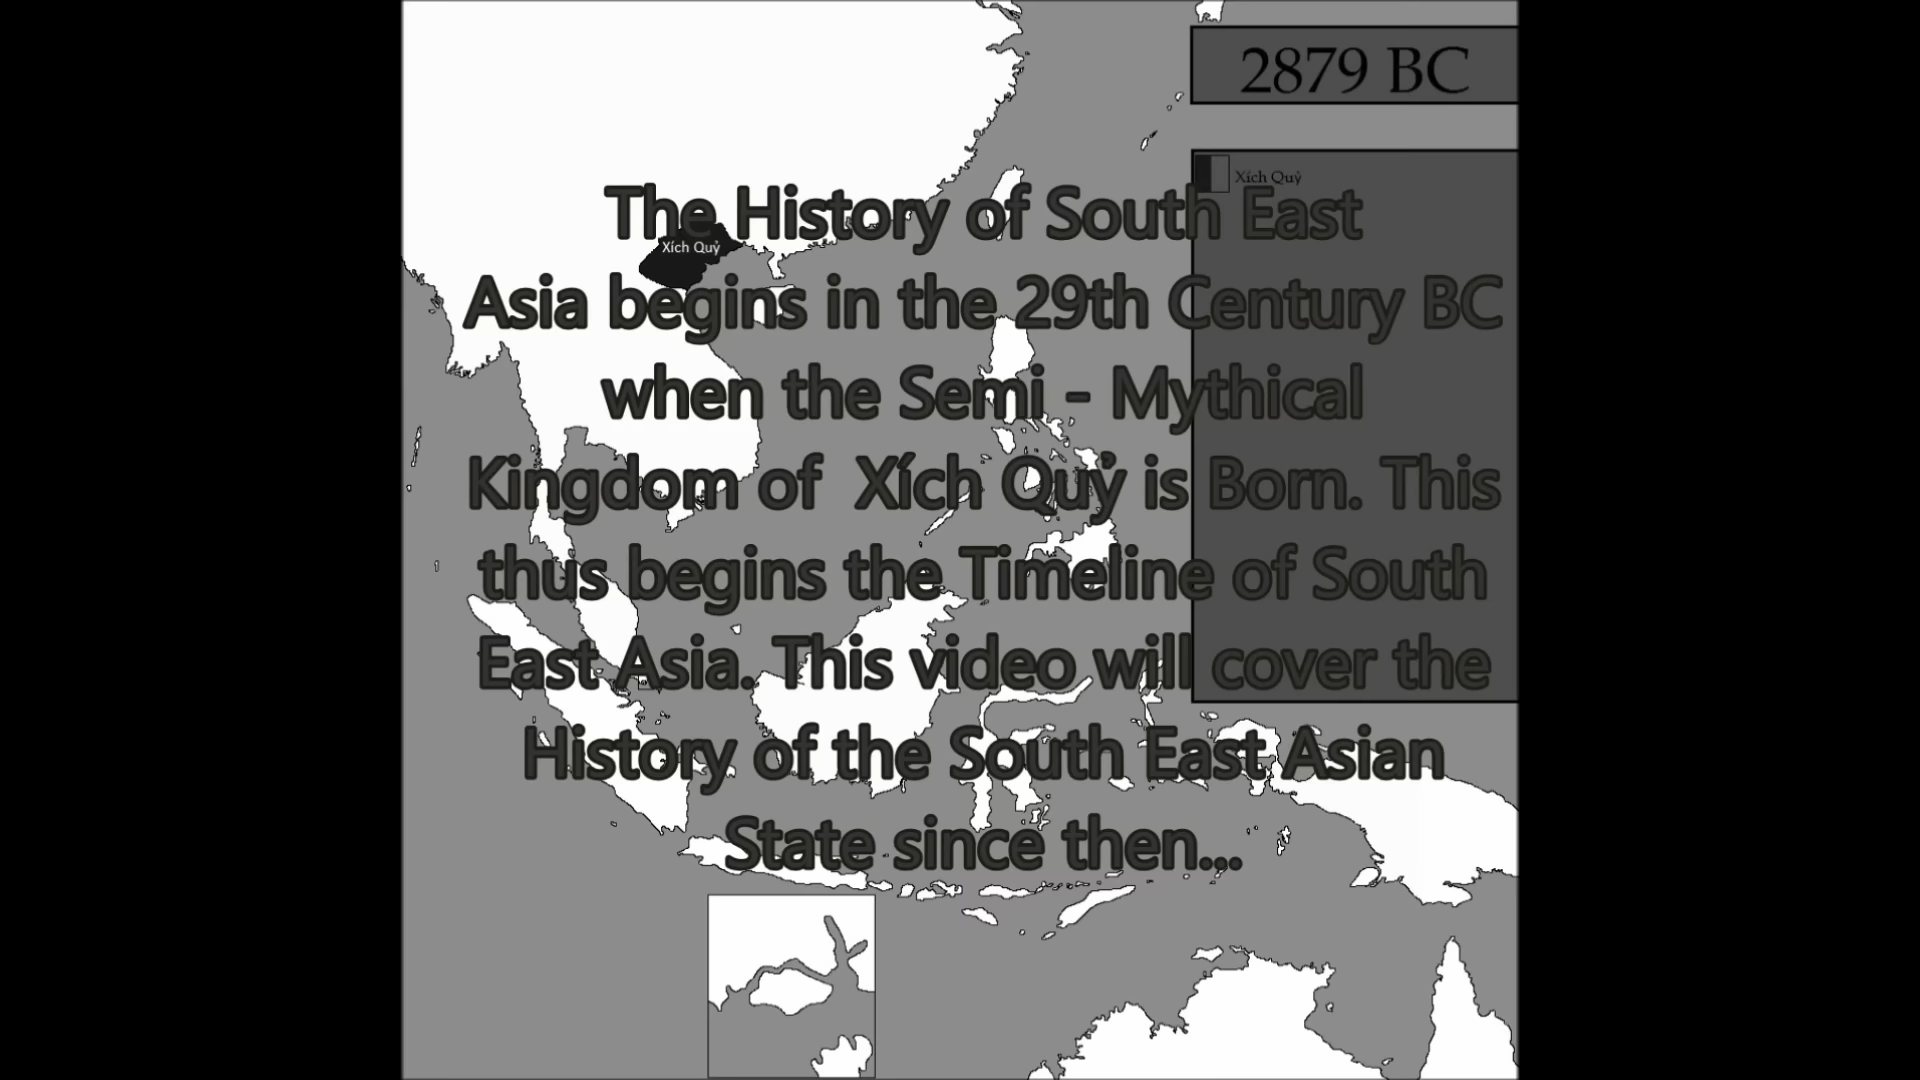 2879 BC
Xích Quỷ
Xích Quỷ
The History of South East
Asia begins in the 29th Century BC
when the Semi - Mythical
Kingdom of  Xích Quỷ is Born. This
thus begins the Timeline of South
East Asia. This video will cover the
History of the South East Asian
State since then...